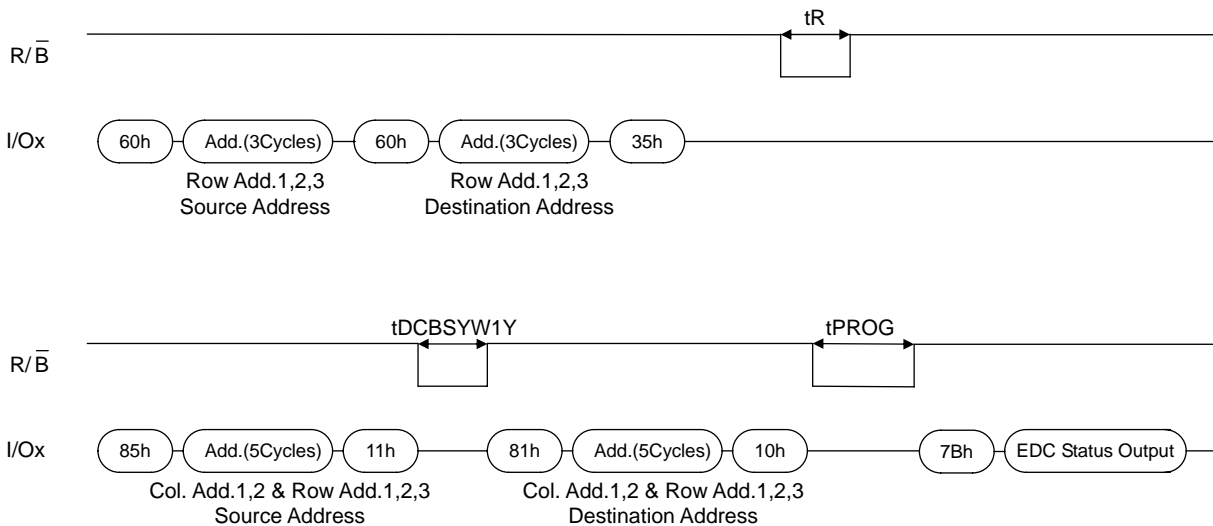 tR
R/B̅
I/Ox
60h
Add.(3Cycles)
60h
Add.(3Cycles)
35h
Row Add.1,2,3
Source Address
Row Add.1,2,3
Destination Address
tDCBSYW1Y
tPROG
R/B̅
I/Ox
85h
Add.(5Cycles)
11h
81h
Add.(5Cycles)
10h
7Bh
EDC Status Output
Col. Add.1,2 & Row Add.1,2,3
Source Address
Col. Add.1,2 & Row Add.1,2,3
Destination Address